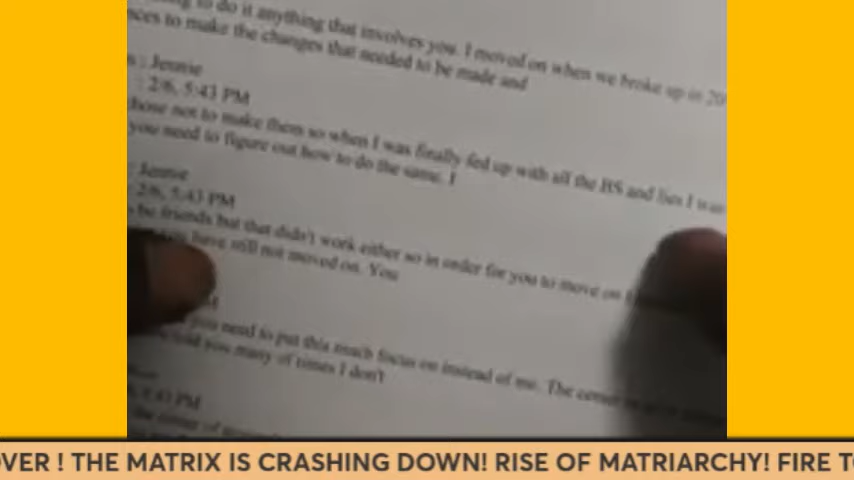 to do it anything that involves you. I moved on when we broke up in 20
to make the changes that needed to be made and
: Jennie
: 2/6, 5:43 PM
not to make them so when I was finally fed up with all the BS and lies I was
you need to figure out how to do the same. I
: Jennie
2/6, 5:43 PM
be friends but that didn't work either so in order for you to move on
have still not moved on. You
you need to put this much focus on instead of me. The
told you many of times I don't
5:43 PM
OVER ! THE MATRIX IS CRASHING DOWN! RISE OF MATRIARCHY! FIRE TO